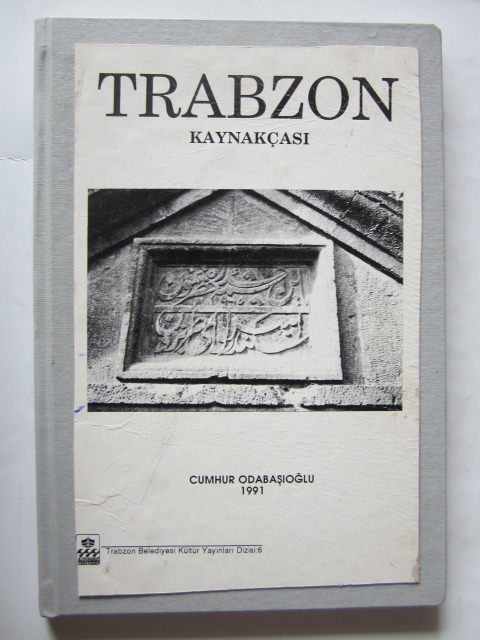 TRABZON
KAYNAKÇASI
CUMHUR ODABAŞIOĞLU
1991
Trabzon Belediyesi Kültür Yayınları Dizisi:6